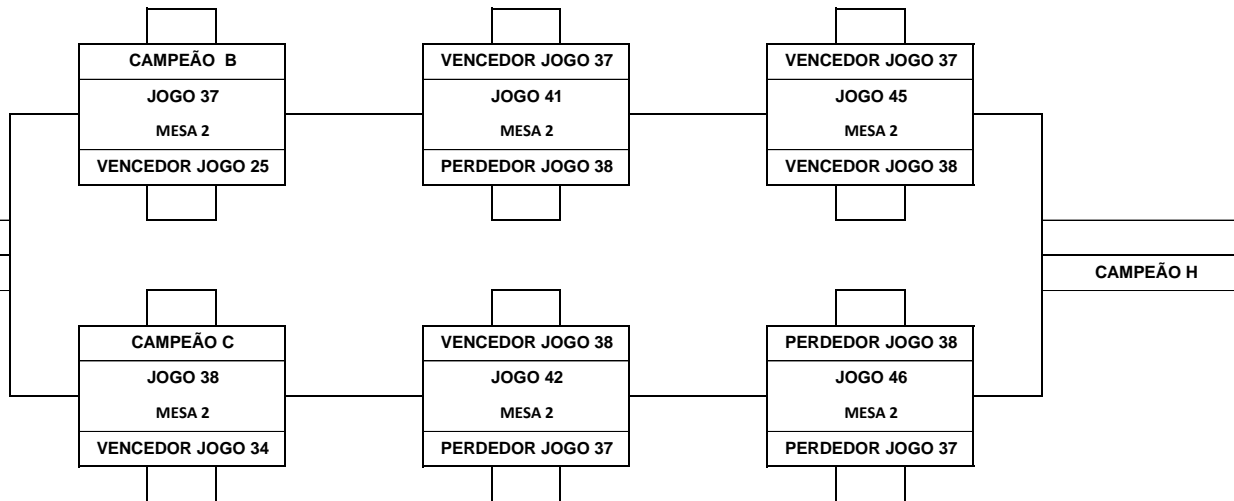 CAMPEÃO B
JOGO 37
MESA 2
VENCEDOR JOGO 25
VENCEDOR JOGO 37
JOGO 41
MESA 2
PERDEDOR JOGO 38
VENCEDOR JOGO 37
JOGO 45
MESA 2
VENCEDOR JOGO 38
CAMPEÃO H
CAMPEÃO C
JOGO 38
MESA 2
VENCEDOR JOGO 34
VENCEDOR JOGO 38
JOGO 42
MESA 2
PERDEDOR JOGO 37
PERDEDOR JOGO 38
JOGO 46
MESA 2
PERDEDOR JOGO 37